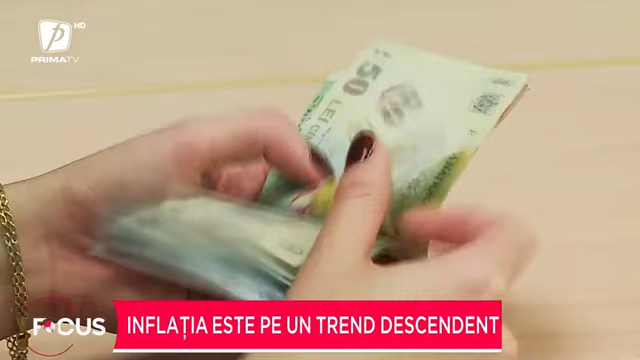 HD
PRIMATV
50
LEI
FOCUS
INFLAȚIA ESTE PE UN TREND DESCENDENT